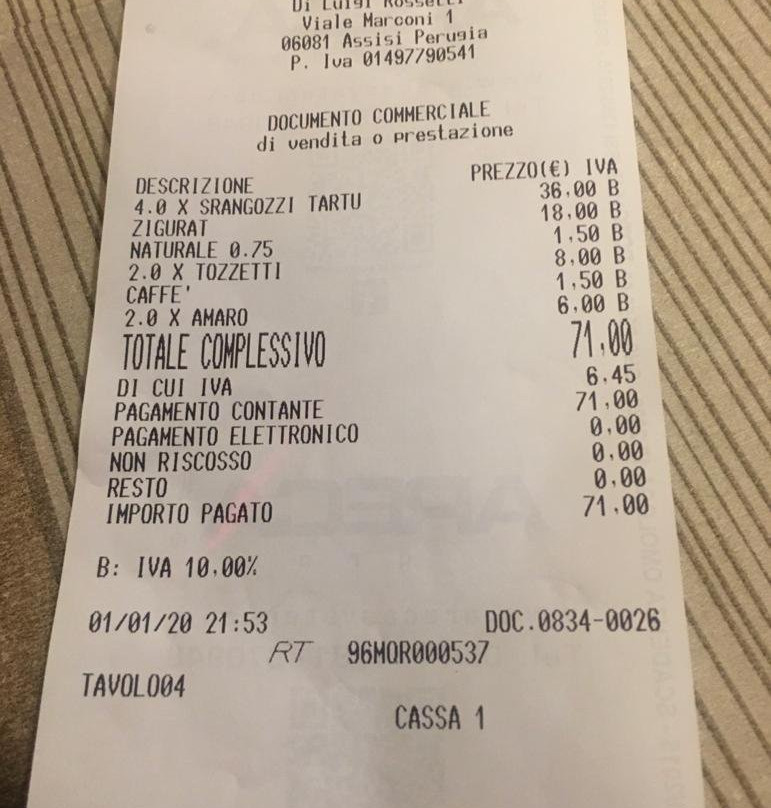 Di Luigi Rossetti
Viale Marconi 1
06081 Assisi Perugia
P. Iva 01497790541
DOCUMENTO COMMERCIALE
di vendita o prestazione
DESCRIZIONE PREZZO(€) IVA
4.0 X SRANGOZZI TARTU 36,00 B
ZIGURAT 18,00 B
NATURALE 0.75 1,50 B
2.0 X TOZZETTI 8,00 B
CAFFE' 1,50 B
2.0 X AMARO 6,00 B
TOTALE COMPLESSIVO 71,00
DI CUI IVA 6,45
PAGAMENTO CONTANTE 71,00
PAGAMENTO ELETTRONICO 0,00
NON RISCOSSO 0,00
RESTO 0,00
IMPORTO PAGATO 71,00
B: IVA 10,00%
01/01/20 21:53 DOC.0834-0026
RT 96MOR000537
TAVOLO04
CASSA 1